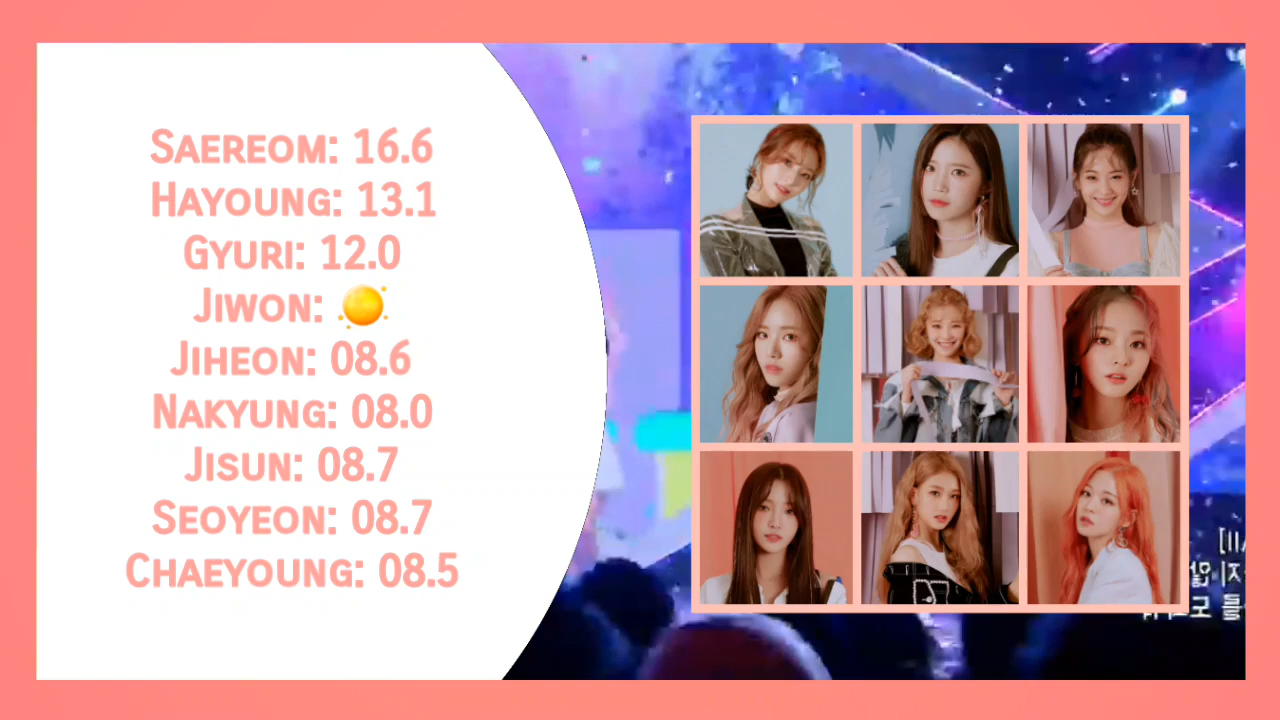 Saereom: 16.6
Hayoung: 13.1
Gyuri: 12.0
Jiwon:
Jiheon: 08.6
Nakyung: 08.0
Jisun: 08.7
Seoyeon: 08.7
Chaeyoung: 08.5